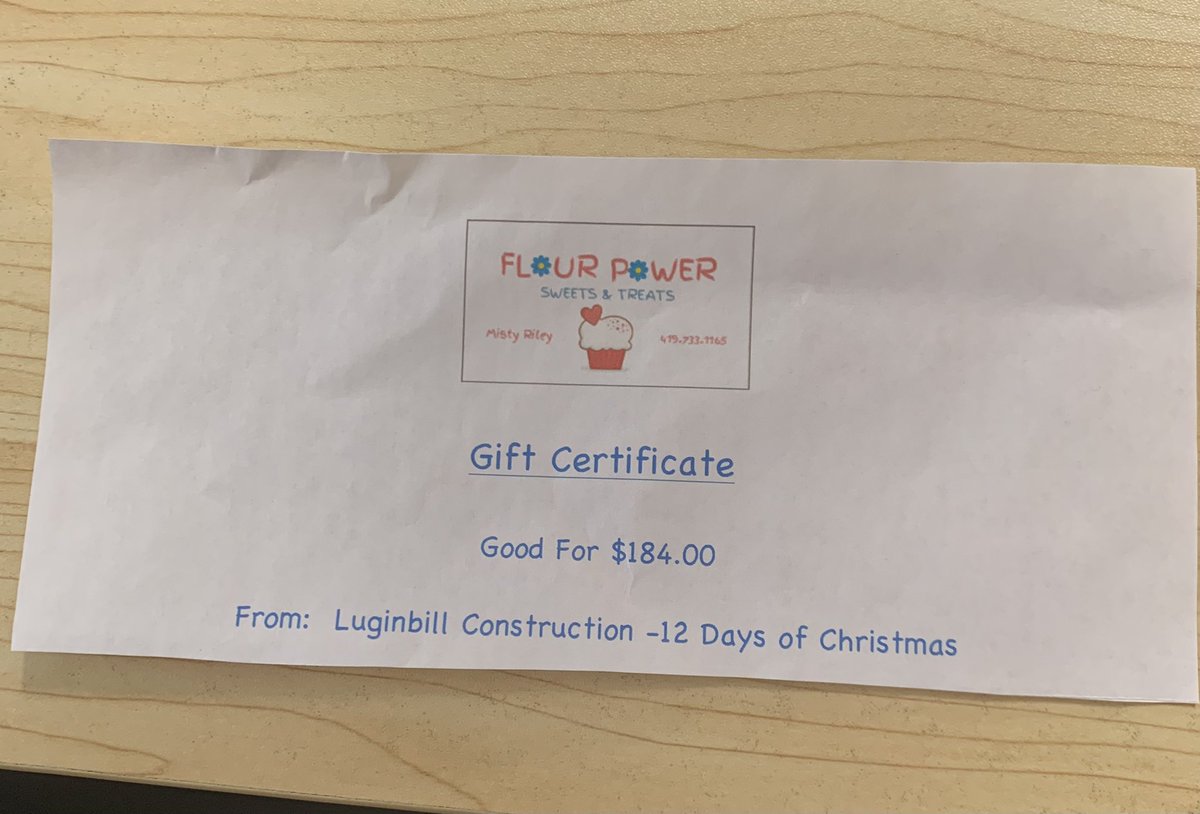 FLOUR POWER
SWEETS & TREATS
Misty Riley 419-733-1165
Gift Certificate
Good For $184.00
From: Luginbill Construction -12 Days of Christmas